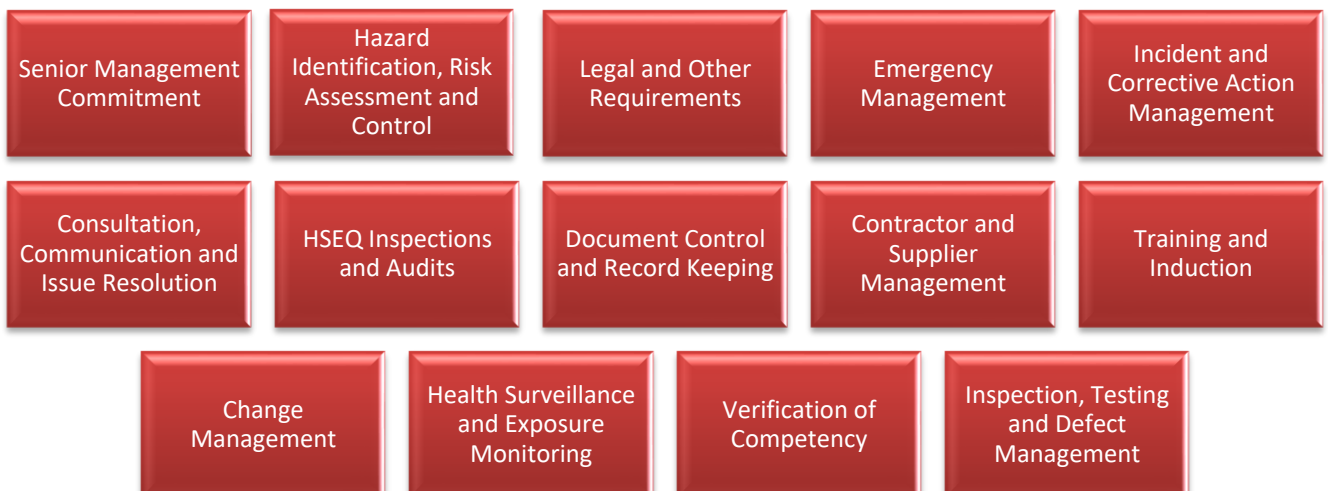 Senior Management
Commitment
Hazard
Identification, Risk
Assessment and
Control
Legal and Other
Requirements
Emergency
Management
Incident and
Corrective Action
Management
Consultation,
Communication and
Issue Resolution
HSEQ Inspections
and Audits
Document Control
and Record Keeping
Contractor and
Supplier
Management
Training and
Induction
Change
Management
Health Surveillance
and Exposure
Monitoring
Verification of
Competency
Inspection, Testing
and Defect
Management